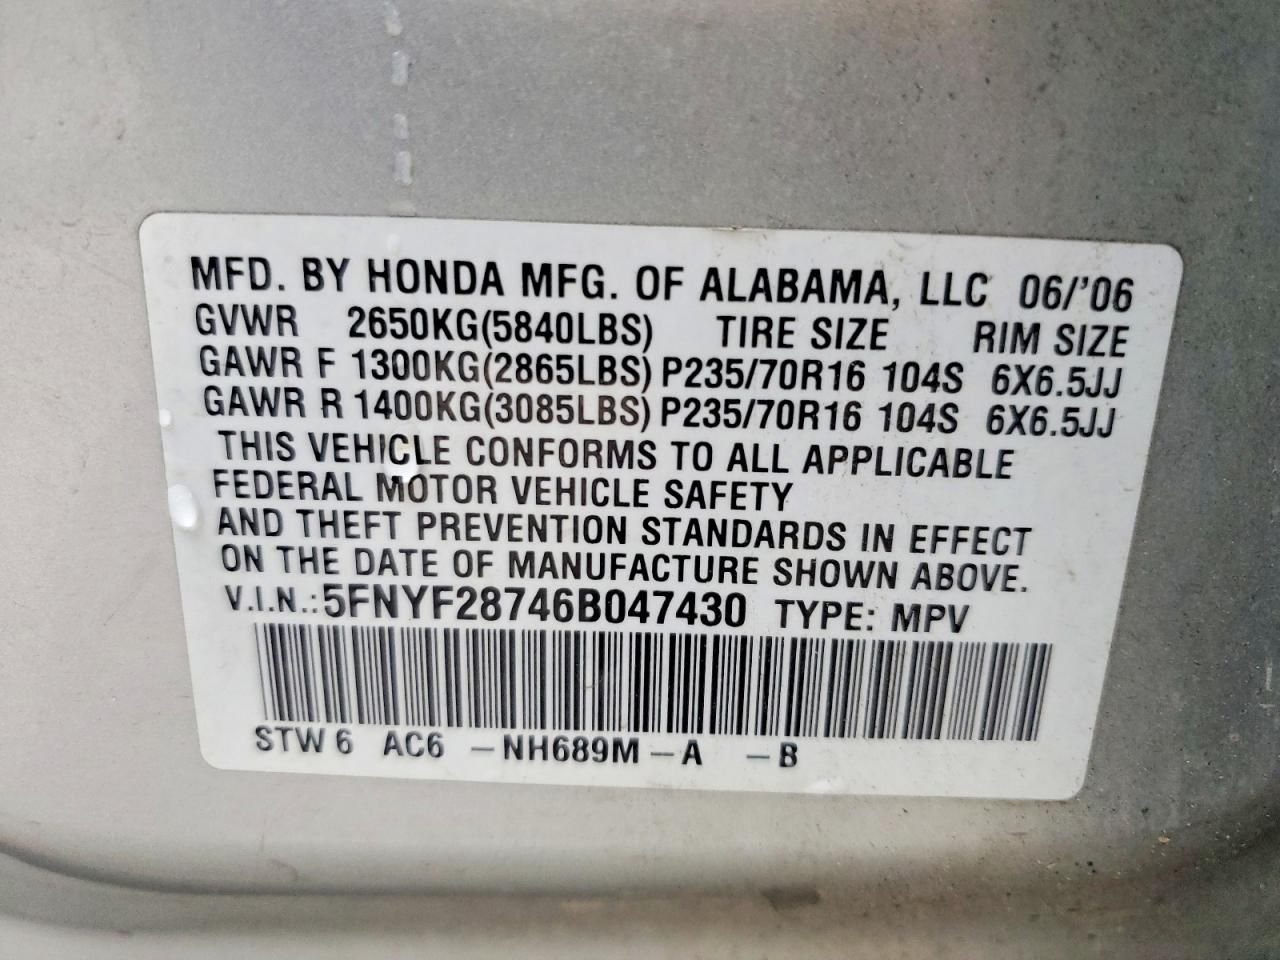 MFD. BY HONDA MFG. OF ALABAMA, LLC 06/'06
GVWR 2650KG(5840LBS) TIRE SIZE RIM SIZE
GAWR F 1300KG(2865LBS) P235/70R16 104S 6X6.5JJ
GAWR R 1400KG(3085LBS) P235/70R16 104S 6X6.5JJ
THIS VEHICLE CONFORMS TO ALL APPLICABLE
FEDERAL MOTOR VEHICLE SAFETY
AND THEFT PREVENTION STANDARDS IN EFFECT
ON THE DATE OF MANUFACTURE SHOWN ABOVE.
V.I.N.:5FNYF28746B047430 TYPE: MPV
STW6 AC6 -NH689M-A -B